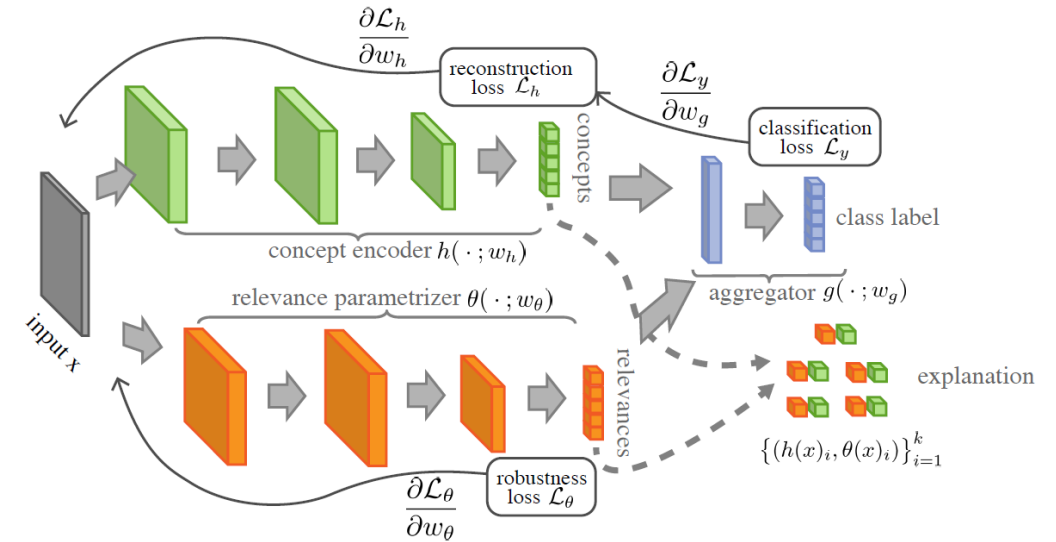 ∂ℒ_h / ∂w_h
reconstruction
loss ℒ_h
∂ℒ_y / ∂w_g
classification
loss ℒ_y
concepts
class label
concept encoder h( · ; w_h)
aggregator g( · ; w_g)
relevance parametrizer θ( · ; w_θ)
input x
relevances
explanation
{(h(x)_i, θ(x)_i)}_{i=1}^k
robustness
loss ℒ_θ
∂ℒ_θ / ∂w_θ